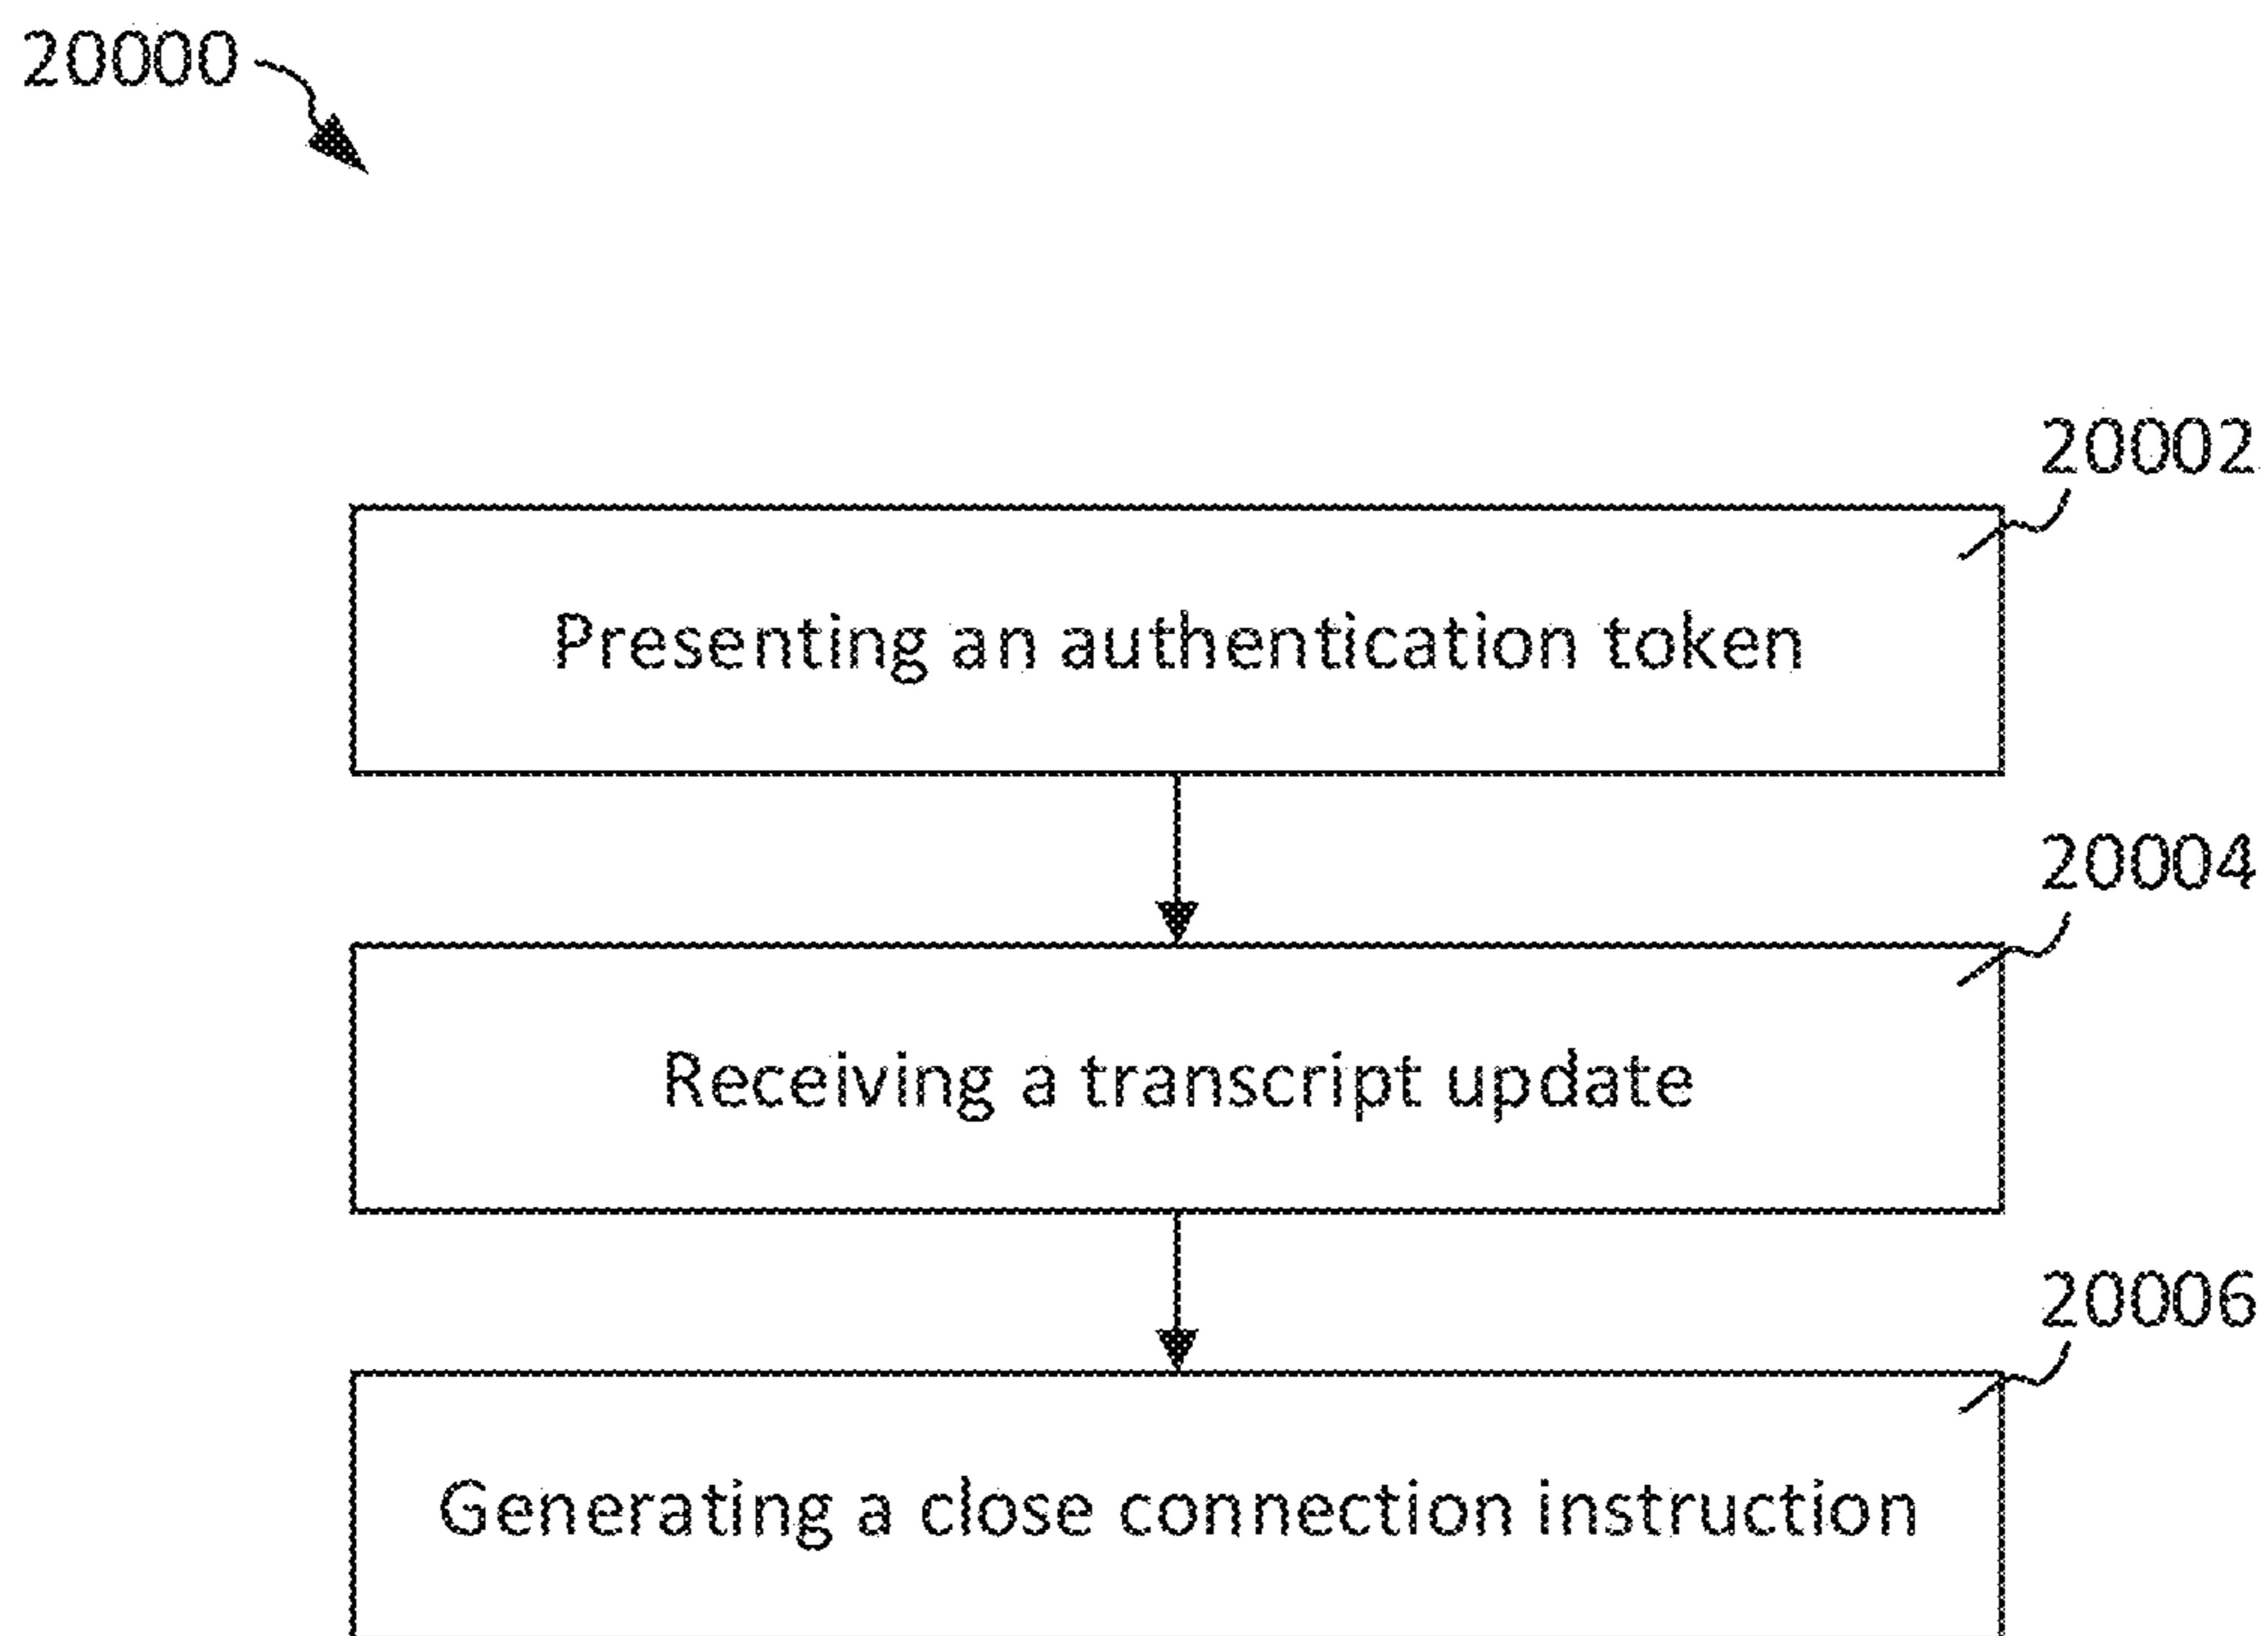 20000
20002
Presenting an authentication token
20004
Receiving a transcript update
20006
Generating a close connection instruction